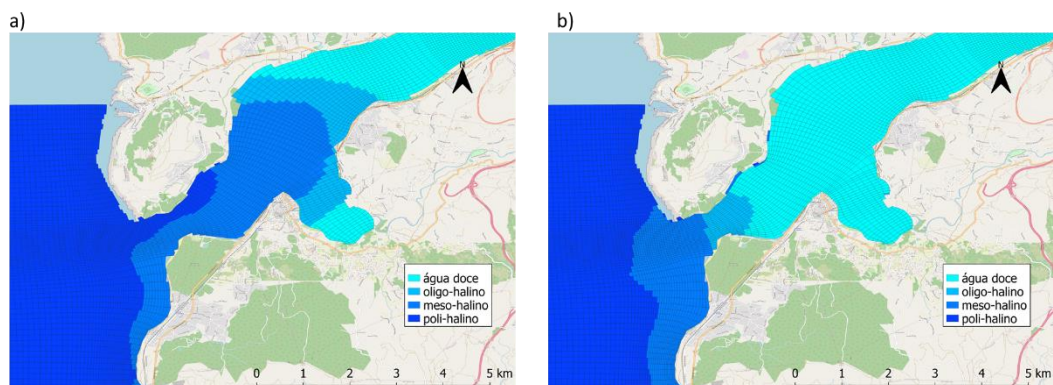 a)
N
água doce
oligo-halino
meso-halino
poli-halino
0 1 2 3 4 5 km
b)
N
água doce
oligo-halino
meso-halino
poli-halino
0 1 2 3 4 5 km